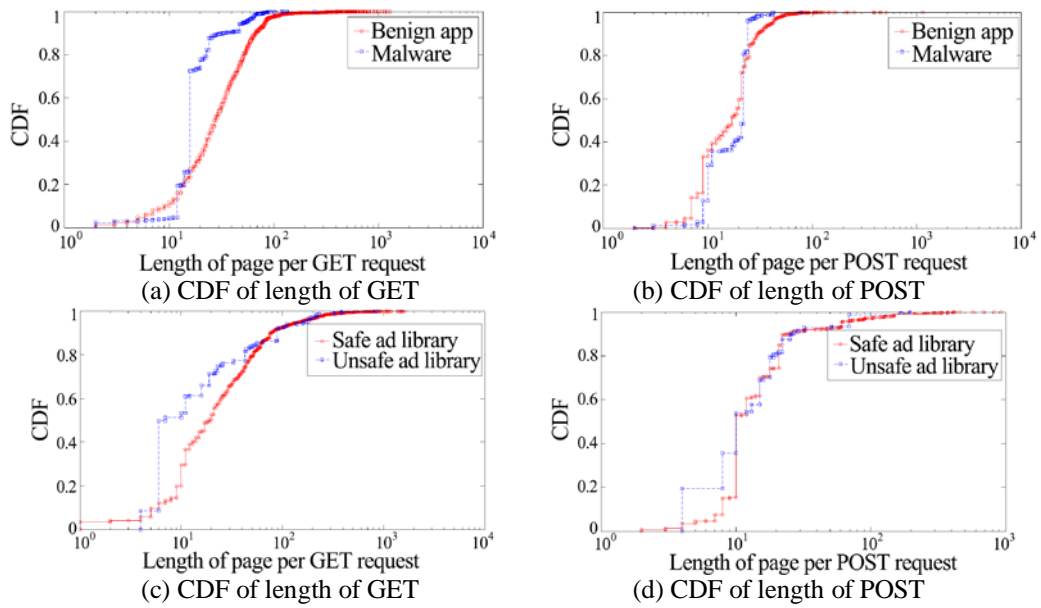 1
0.8
0.6
0.4
0.2
0
CDF
Benign app
Malware
10^0
10^1
10^2
10^3
10^4
Length of page per GET request
(a) CDF of length of GET
1
0.8
0.6
0.4
0.2
0
CDF
Benign app
Malware
10^0
10^1
10^2
10^3
10^4
Length of page per POST request
(b) CDF of length of POST
1
0.8
0.6
0.4
0.2
0
CDF
Safe ad library
Unsafe ad library
10^0
10^1
10^2
10^3
10^4
Length of page per GET request
(c) CDF of length of GET
1
0.8
0.6
0.4
0.2
0
CDF
Safe ad library
Unsafe ad library
10^0
10^1
10^2
10^3
Length of page per POST request
(d) CDF of length of POST